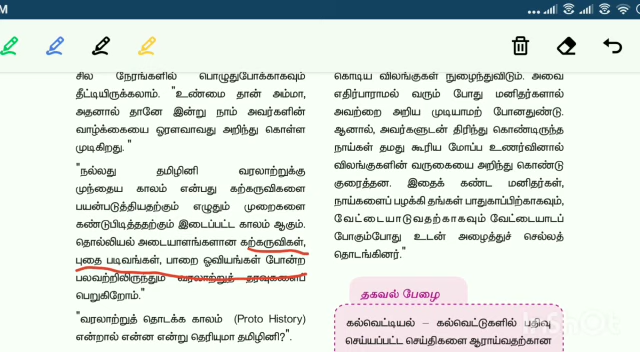 சில நேரங்களில் பொழுதுபோக்காகவும்
தீட்டியிருக்கலாம். "உண்மை தான் அம்மா,
அதனால் தானே இன்று நாம் அவர்களின்
வாழ்க்கையை ஓரளவாவது அறிந்து கொள்ள
முடிகிறது. "
"நல்லது தமிழினி வரலாற்றுக்கு
முந்தைய காலம் என்பது கற்கருவிகளை
பயன்படுத்தியதற்கும் எழுதும் முறைகளை
கண்டுபிடித்ததற்கும் இடைப்பட்ட காலம் ஆகும்.
தொல்லியல் அடையாளங்களான கற்கருவிகள்,
புதை படிவங்கள், பாறை ஓவியங்கள் போன்ற
பலவற்றிலிருந்தும் வரலாற்றுத் தரவுகளைப்
பெறுகிறோம்."
"வரலாற்றுத் தொடக்க காலம் (Proto History)
என்றால் என்ன என்று தெரியுமா தமிழினி?".
கொடிய விலங்குகள் நுழைந்துவிடும். அவை
எதிர்பாராமல் வரும் போது மனிதர்களால்
அவற்றை அறிய முடியாமற் போனதுண்டு.
ஆனால், அவர்களுடன் திரிந்து கொண்டிருந்த
நாய்கள் தமது கூரிய மோப்ப உணர்வினால்
விலங்குகளின் வருகையை அறிந்து கொண்டு
குரைத்தன. இதைக் கண்ட மனிதர்கள்,
நாய்களைப் பழக்கி தங்கள் பாதுகாப்பிற்காகவும்,
வேட்டையாடுவதற்காகவும் வேட்டையாடப்
போகும்போது உடன் அழைத்துச் செல்லத்
தொடங்கினர்."
தகவல் பேழை
கல்வெட்டியல் – கல்வெட்டுகளில் பதிவு
செய்யப்பட்ட செய்திகளை ஆராய்வதற்கான